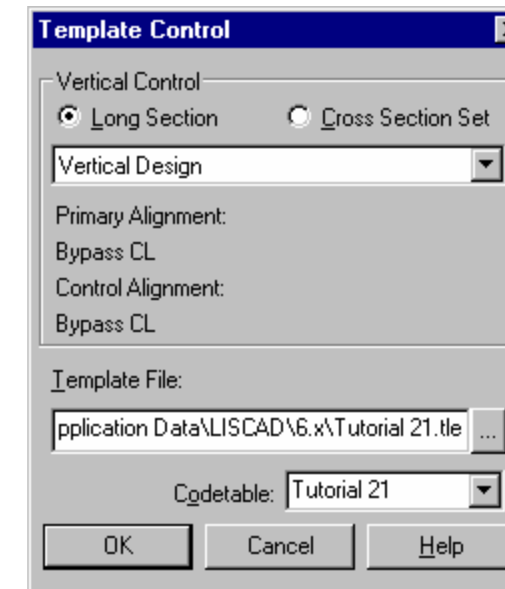 Template Control
Vertical Control
Long Section Cross Section Set
Vertical Design
Primary Alignment:
Bypass CL
Control Alignment:
Bypass CL
Template File:
pplication Data\LISCAD\6.x\Tutorial 21.tle ...
Codetable: Tutorial 21
OK Cancel Help